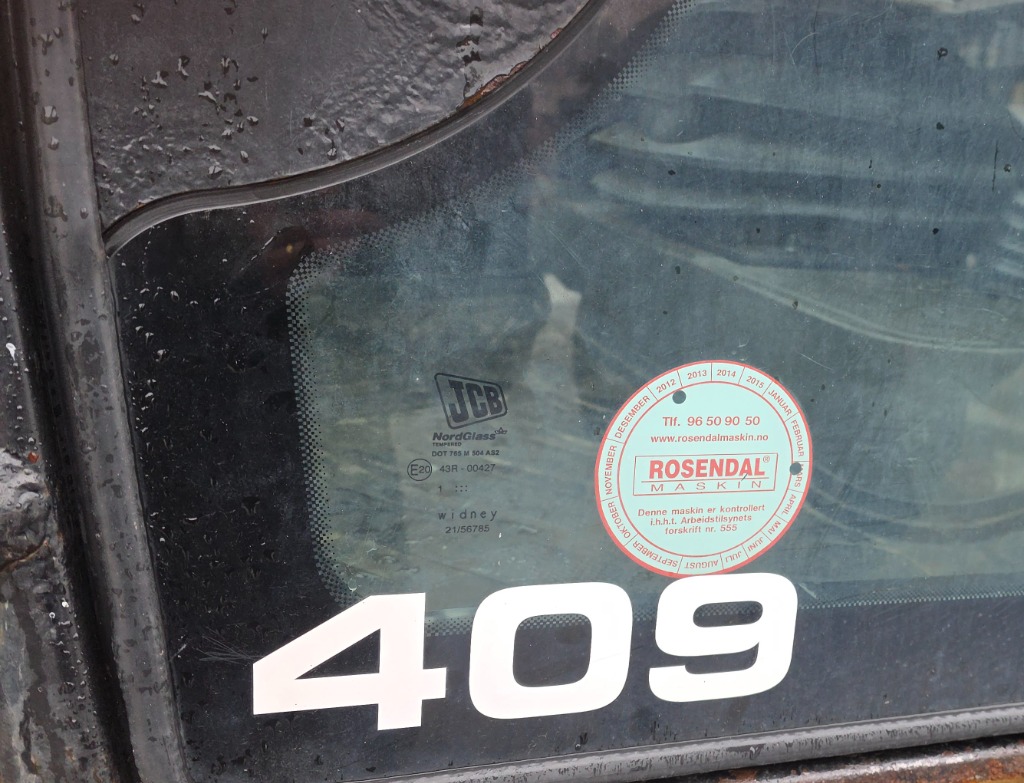 JCB
NordGlass
TEMPERED
DOT 765 M 504 AS2
E20 43R - 00427
1
widney
21/56785
2012 2013 2014 2015 JANUAR FEBRUAR MARS APRIL MAI JUNI JULI AUGUST SEPTEMBER OKTOBER NOVEMBER DESEMBER
Tlf. 96 50 90 50
www.rosendalmaskin.no
ROSENDAL®
MASKIN
Denne maskin er kontrollert
i.h.h.t. Arbeidstilsynets
forskrift nr. 555
409